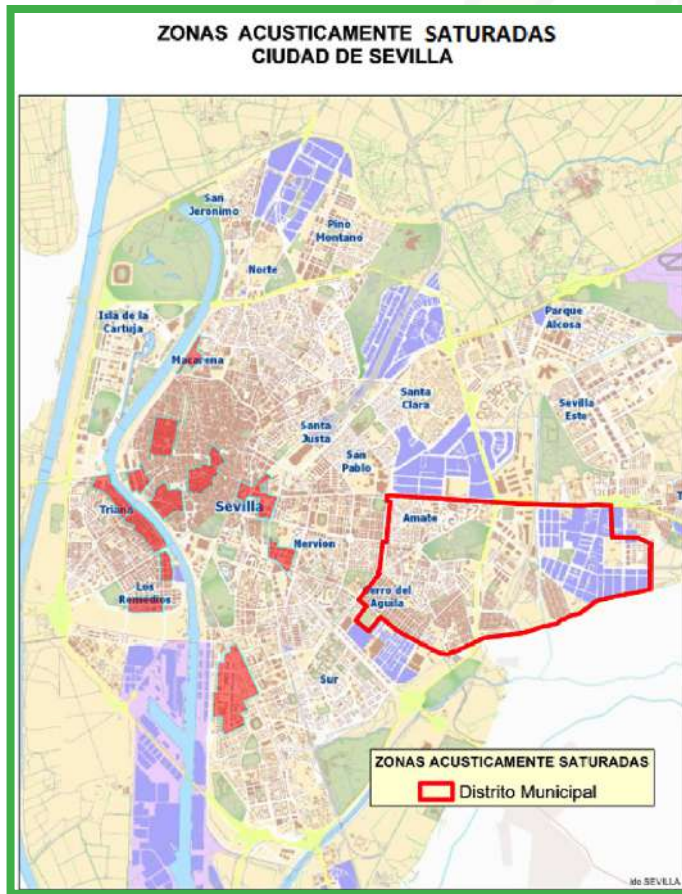 ZONAS ACUSTICAMENTE SATURADAS
CIUDAD DE SEVILLA
San
Jeronimo
Pino
Montano
Norte
Isla de la
Cartuja
Parque
Alcosa
Macarena
Santa
Clara
Sevilla
Este
Santa
Justa
San
Pablo
Triana
Sevilla
Amate
Nervion
Los
Remedios
erro del
Aguila
Sur
ZONAS ACUSTICAMENTE SATURADAS
Distrito Municipal
ide SEVILLA